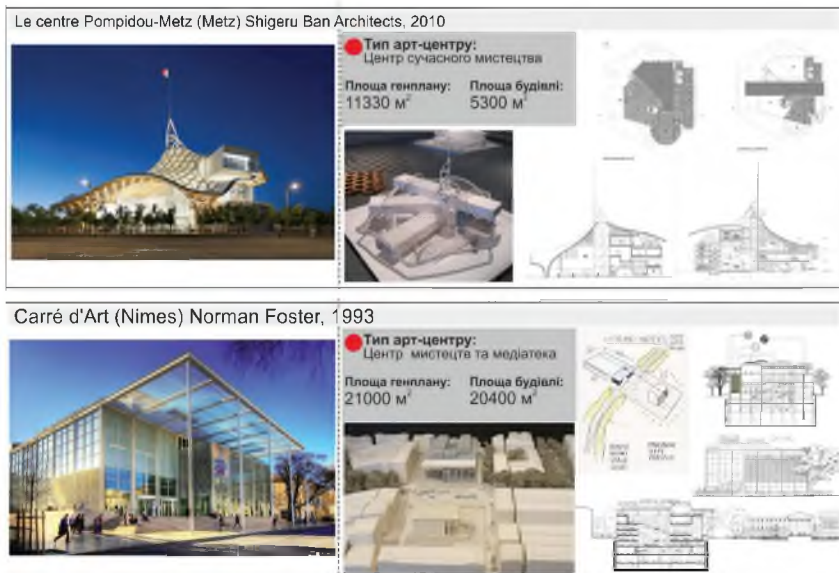 Le centre Pompidou-Metz (Metz) Shigeru Ban Architects, 2010
Тип арт-центру:
Центр сучасного мистецтва
Площа генплану: Площа будівлі:
11330 м² 5300 м²
Carré d'Art (Nimes) Norman Foster, 1993
Тип арт-центру:
Центр мистецтв та медіатека
Площа генплану: Площа будівлі:
21000 м² 20400 м²